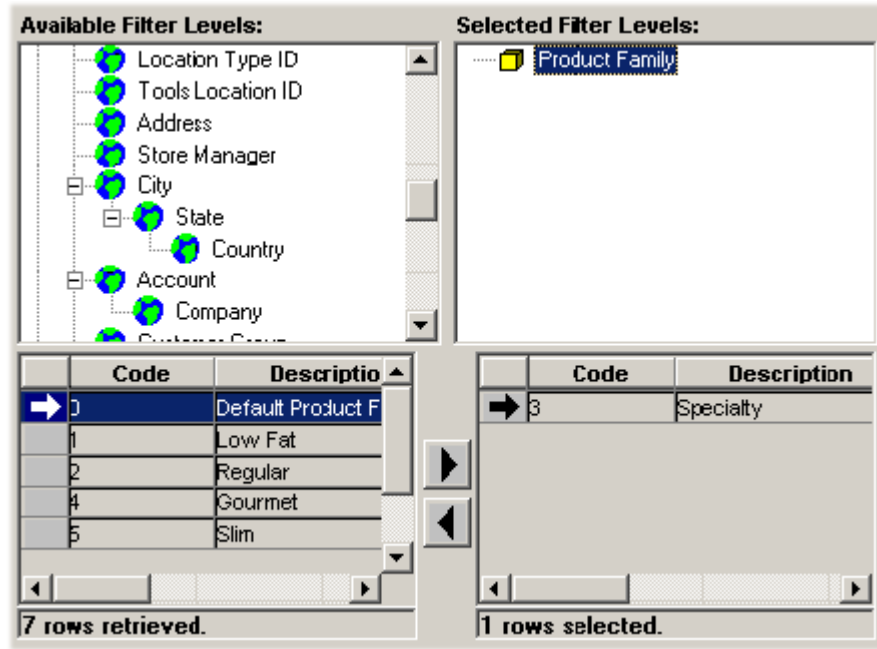 Available Filter Levels:
Selected Filter Levels:
Location Type ID
Tools Location ID
Address
Store Manager
City
State
Country
Account
Company
Product Family
Code Descriptio
0 Default Product F
1 Low Fat
2 Regular
4 Gourmet
5 Slim
7 rows retrieved.
Code Description
3 Specialty
1 rows selected.